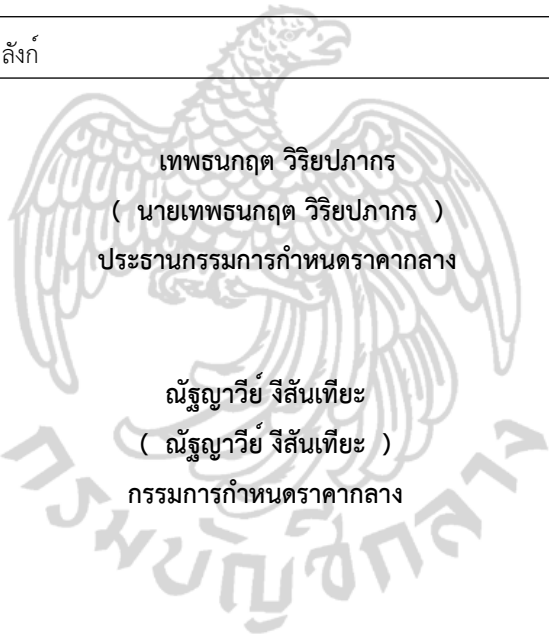 ลังก์
เทพธนกฤต วิริยปภากร
( นายเทพธนกฤต วิริยปภากร )
ประธานกรรมการกำหนดราคากลาง
ณัฐญาวีย์ งีสันเทียะ
( ณัฐญาวีย์ งีสันเทียะ )
กรรมการกำหนดราคากลาง
กรมบัญชีกลาง